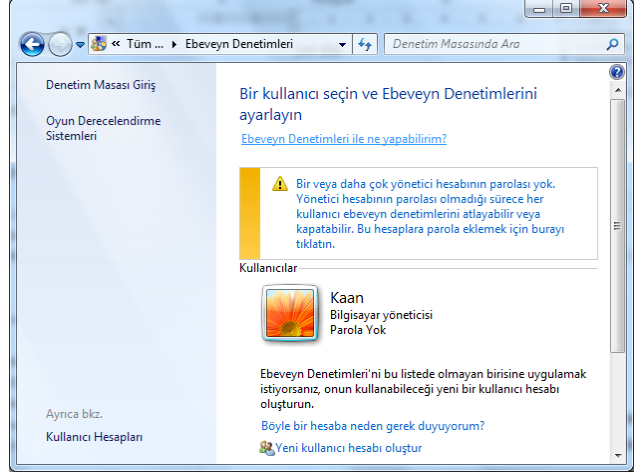 « Tüm ... ▸ Ebeveyn Denetimleri
Denetim Masasında Ara
Denetim Masası Giriş
Oyun Derecelendirme
Sistemleri
Bir kullanıcı seçin ve Ebeveyn Denetimlerini
ayarlayın
Ebeveyn Denetimleri ile ne yapabilirim?
Bir veya daha çok yönetici hesabının parolası yok.
Yönetici hesabının parolası olmadığı sürece her
kullanıcı ebeveyn denetimlerini atlayabilir veya
kapatabilir. Bu hesaplara parola eklemek için burayı
tıklatın.
Kullanıcılar
Kaan
Bilgisayar yöneticisi
Parola Yok
Ebeveyn Denetimleri'ni bu listede olmayan birisine uygulamak
istiyorsanız, onun kullanabileceği yeni bir kullanıcı hesabı
oluşturun.
Böyle bir hesaba neden gerek duyuyorum?
Yeni kullanıcı hesabı oluştur
Ayrıca bkz.
Kullanıcı Hesapları